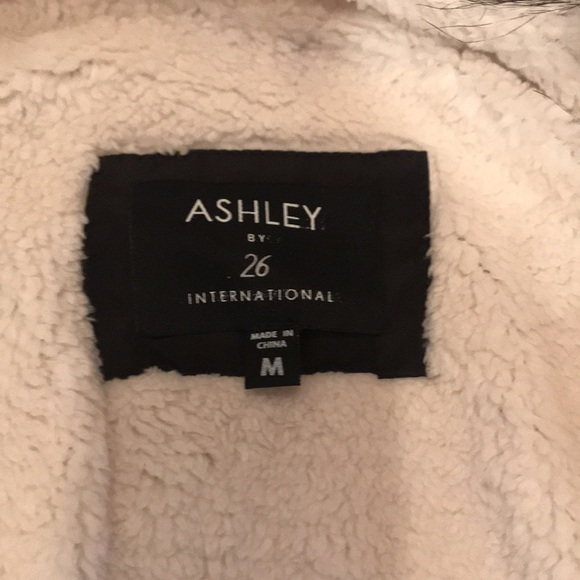 ASHLEY
BY
26
INTERNATIONAL
MADE IN
CHINA
M